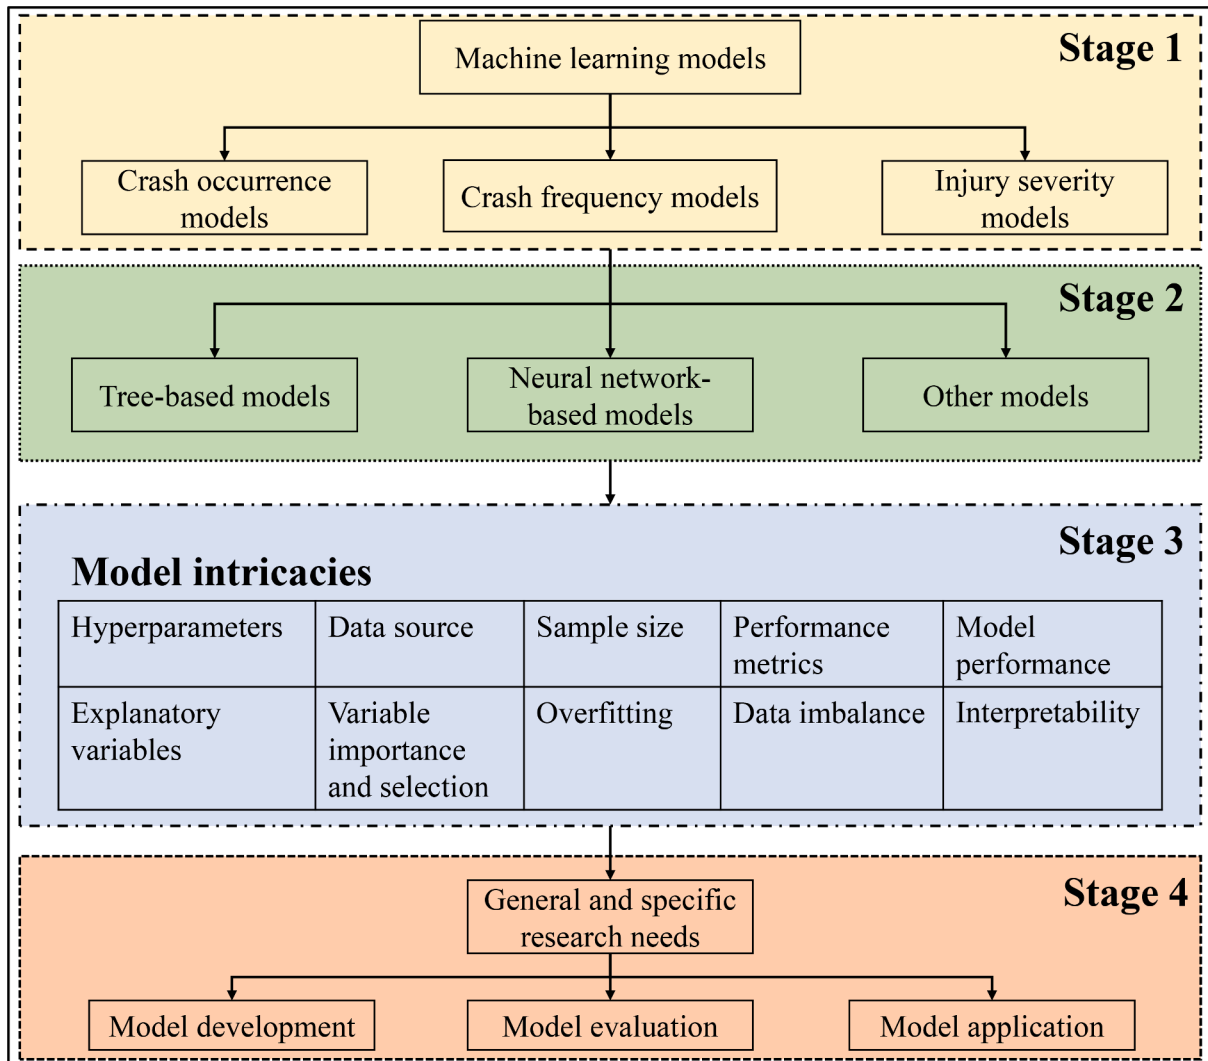 Stage 1
Machine learning models
Crash occurrence
models
Crash frequency models
Injury severity
models
Stage 2
Tree-based models
Neural network-
based models
Other models
Stage 3
Model intricacies
Hyperparameters
Data source
Sample size
Performance
metrics
Model
performance
Explanatory
variables
Variable
importance
and selection
Overfitting
Data imbalance
Interpretability
Stage 4
General and specific
research needs
Model development
Model evaluation
Model application